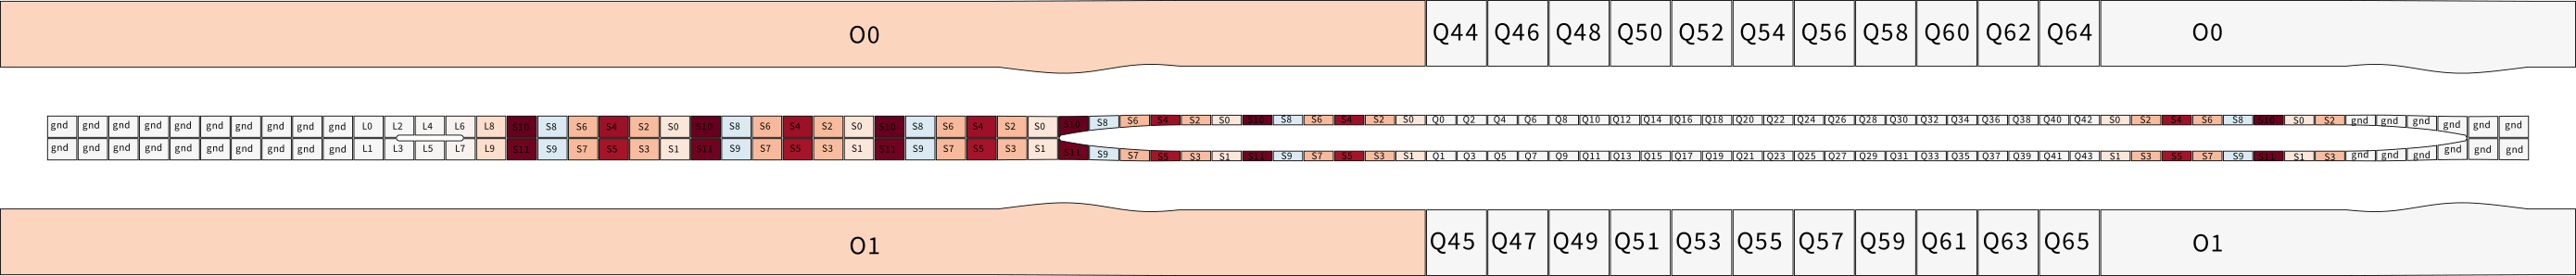 O0 Q44 Q46 Q48 Q50 Q52 Q54 Q56 Q58 Q60 Q62 Q64 O0
gnd gnd gnd gnd gnd gnd gnd gnd gnd gnd L0 L2 L4 L6 L8 S10 S8 S6 S4 S2 S0 S10 S8 S6 S4 S2 S0 S10 S8 S6 S4 S2 S0 S10 S8 S6 S4 S2 S0 S10 S8 S6 S4 S2 S0 Q0 Q2 Q4 Q6 Q8 Q10 Q12 Q14 Q16 Q18 Q20 Q22 Q24 Q26 Q28 Q30 Q32 Q34 Q36 Q38 Q40 Q42 S0 S2 S4 S6 S8 S10 S0 S2 gnd gnd gnd gnd gnd gnd
gnd gnd gnd gnd gnd gnd gnd gnd gnd gnd L1 L3 L5 L7 L9 S11 S9 S7 S5 S3 S1 S11 S9 S7 S5 S3 S1 S11 S9 S7 S5 S3 S1 S11 S9 S7 S5 S3 S1 S11 S9 S7 S5 S3 S1 Q1 Q3 Q5 Q7 Q9 Q11 Q13 Q15 Q17 Q19 Q21 Q23 Q25 Q27 Q29 Q31 Q33 Q35 Q37 Q39 Q41 Q43 S1 S3 S5 S7 S9 S11 S1 S3 gnd gnd gnd gnd gnd gnd
O1 Q45 Q47 Q49 Q51 Q53 Q55 Q57 Q59 Q61 Q63 Q65 O1